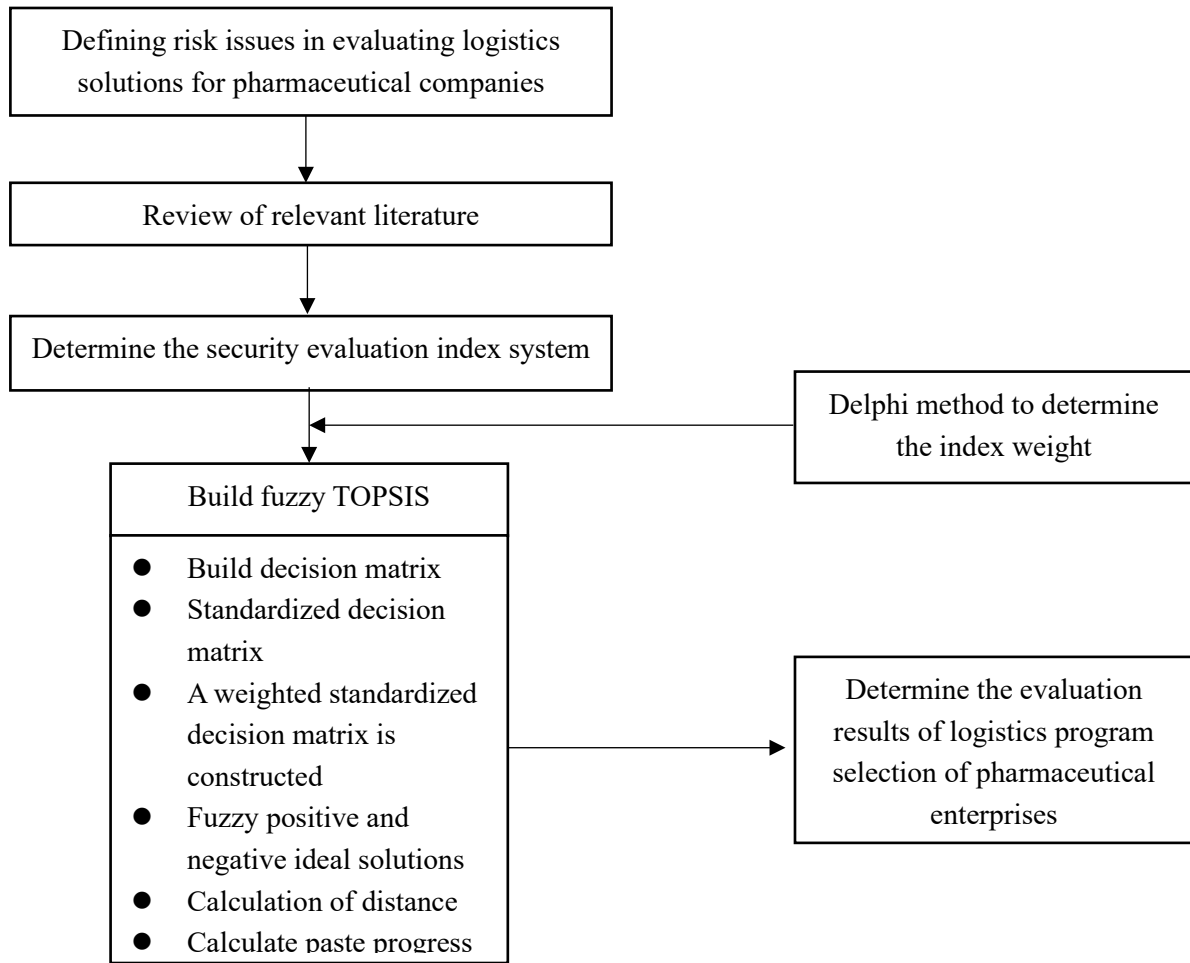 Defining risk issues in evaluating logistics
solutions for pharmaceutical companies
Review of relevant literature
Determine the security evaluation index system
Delphi method to determine
the index weight
Build fuzzy TOPSIS
● Build decision matrix
● Standardized decision
matrix
● A weighted standardized
decision matrix is
constructed
● Fuzzy positive and
negative ideal solutions
● Calculation of distance
● Calculate paste progress
Determine the evaluation
results of logistics program
selection of pharmaceutical
enterprises